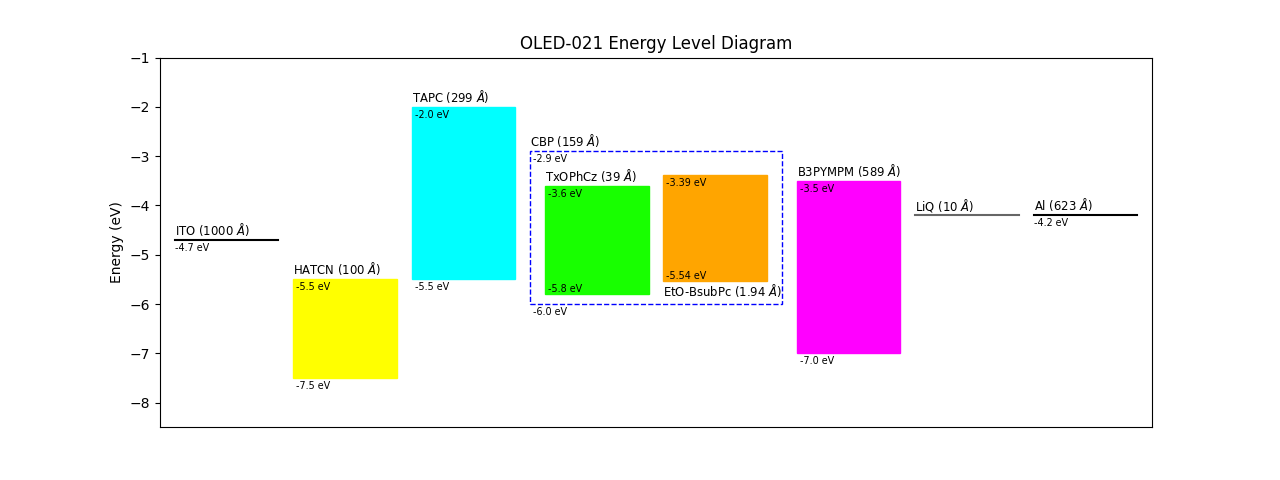 OLED-021 Energy Level Diagram
Energy (eV)
−1
−2
−3
−4
−5
−6
−7
−8
ITO (1000 Å)
-4.7 eV
HATCN (100 Å)
-5.5 eV
-7.5 eV
TAPC (299 Å)
-2.0 eV
-5.5 eV
CBP (159 Å)
-2.9 eV
TxOPhCz (39 Å)
-3.6 eV
-5.8 eV
-3.39 eV
-5.54 eV
EtO-BsubPc (1.94 Å)
-6.0 eV
B3PYMPM (589 Å)
-3.5 eV
-7.0 eV
LiQ (10 Å)
Al (623 Å)
-4.2 eV